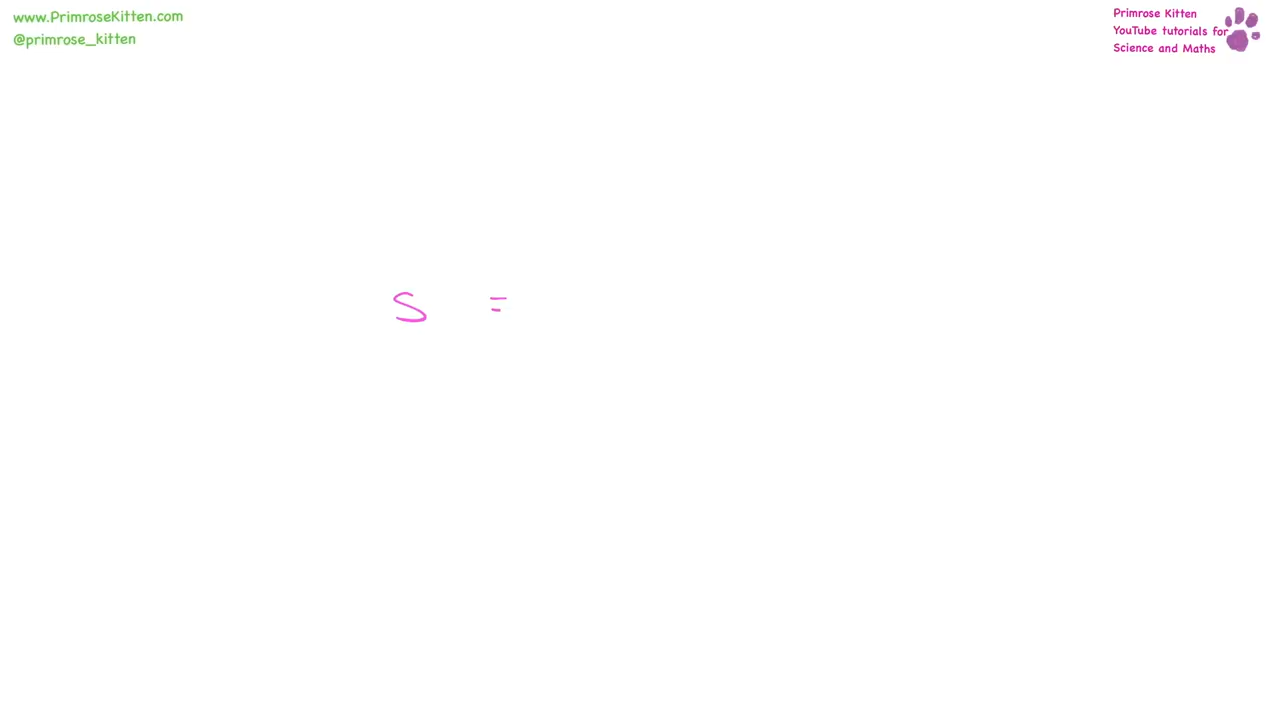 www.PrimroseKitten.com
@primrose_kitten
Primrose Kitten
YouTube tutorials for
Science and Maths
S =